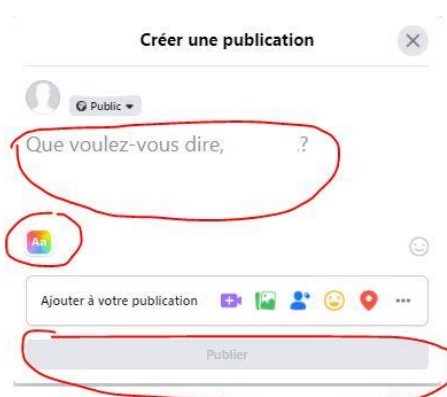 Créer une publication
Public
Que voulez-vous dire, ?
Aa
Ajouter à votre publication
Publier